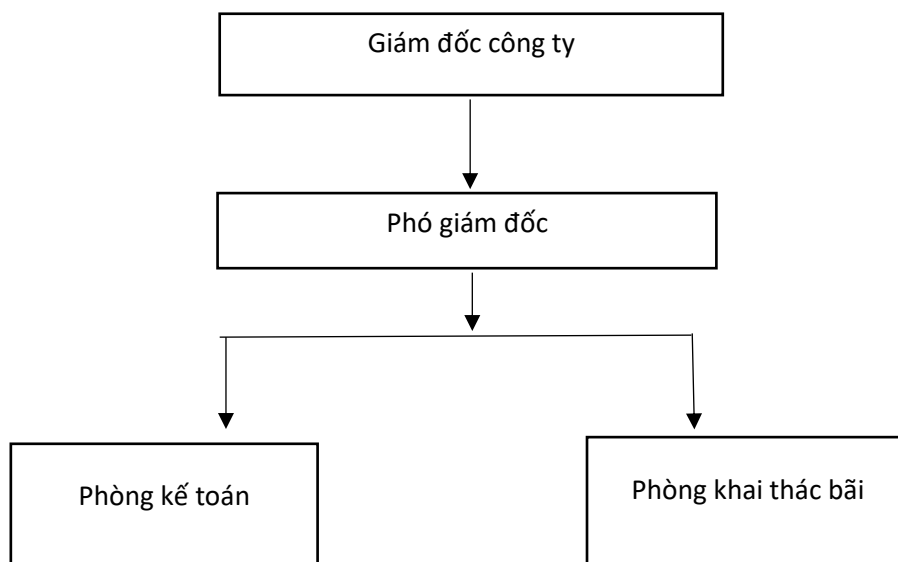 Giám đốc công ty
Phó giám đốc
Phòng kế toán
Phòng khai thác bãi